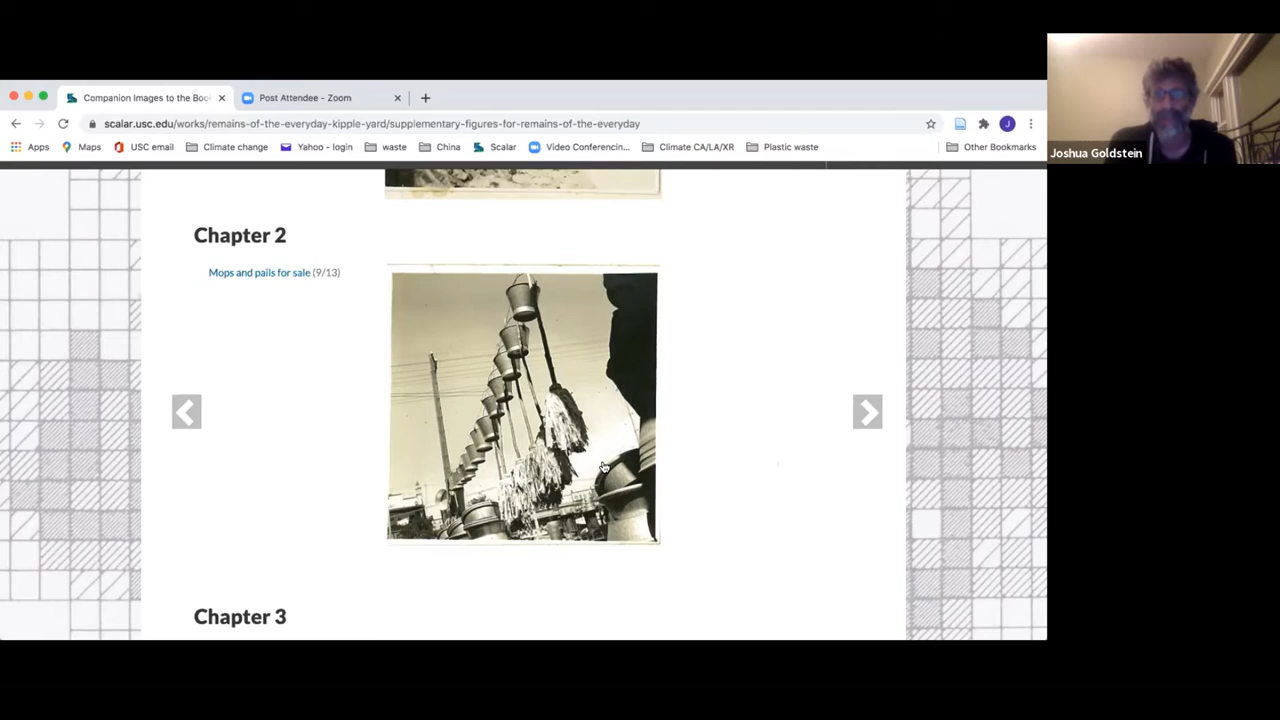 Companion Images to the Boo
Post Attendee - Zoom
scalar.usc.edu/works/remains-of-the-everyday-kipple-yard/supplementary-figures-for-remains-of-the-everyday
J
Apps
Maps
USC email
Climate change
Yahoo - login
waste
China
Scalar
Video Conferencin...
Climate CA/LA/XR
Plastic waste
Other Bookmarks
Joshua Goldstein
Chapter 2
Mops and pails for sale (9/13)
Chapter 3